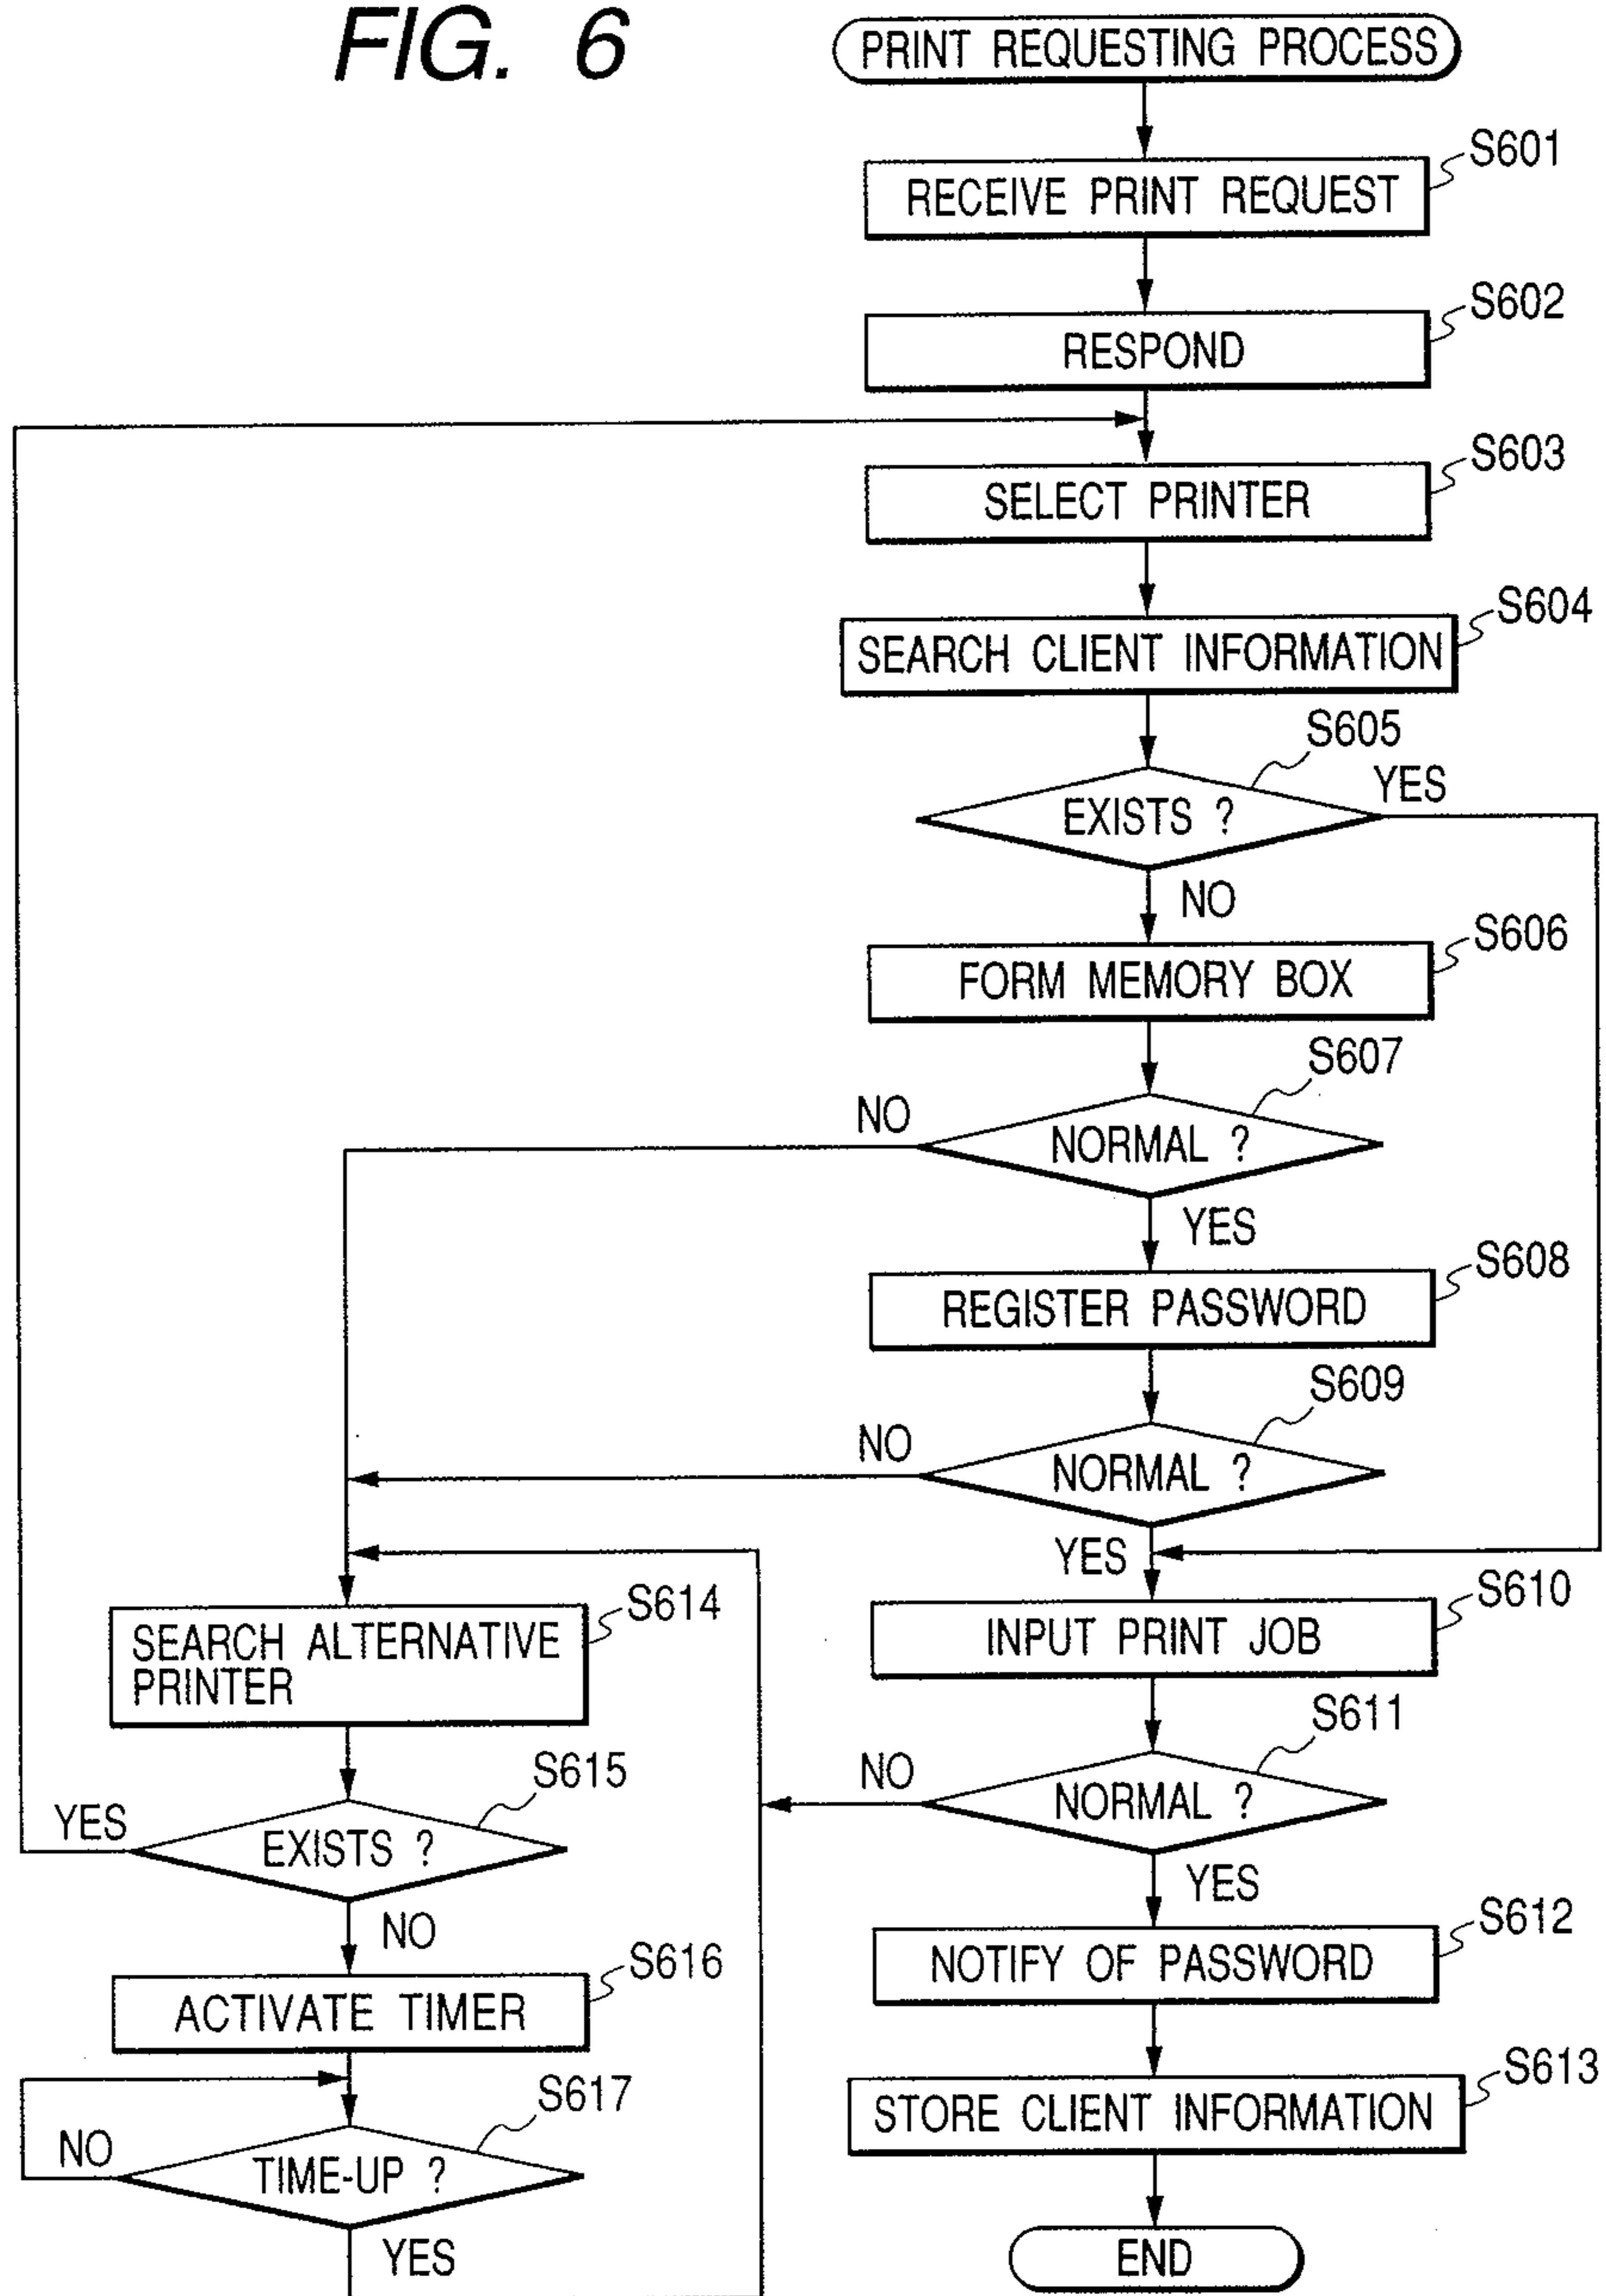 FIG. 6
PRINT REQUESTING PROCESS
S601
RECEIVE PRINT REQUEST
S602
RESPOND
S603
SELECT PRINTER
S604
SEARCH CLIENT INFORMATION
S605
EXISTS ?
YES
NO
S606
FORM MEMORY BOX
S607
NO
NORMAL ?
YES
S608
REGISTER PASSWORD
S609
NO
NORMAL ?
YES
S610
INPUT PRINT JOB
S611
NO
NORMAL ?
YES
S612
NOTIFY OF PASSWORD
S613
STORE CLIENT INFORMATION
END
S614
SEARCH ALTERNATIVE
PRINTER
S615
YES
EXISTS ?
NO
S616
ACTIVATE TIMER
S617
NO
TIME-UP ?
YES